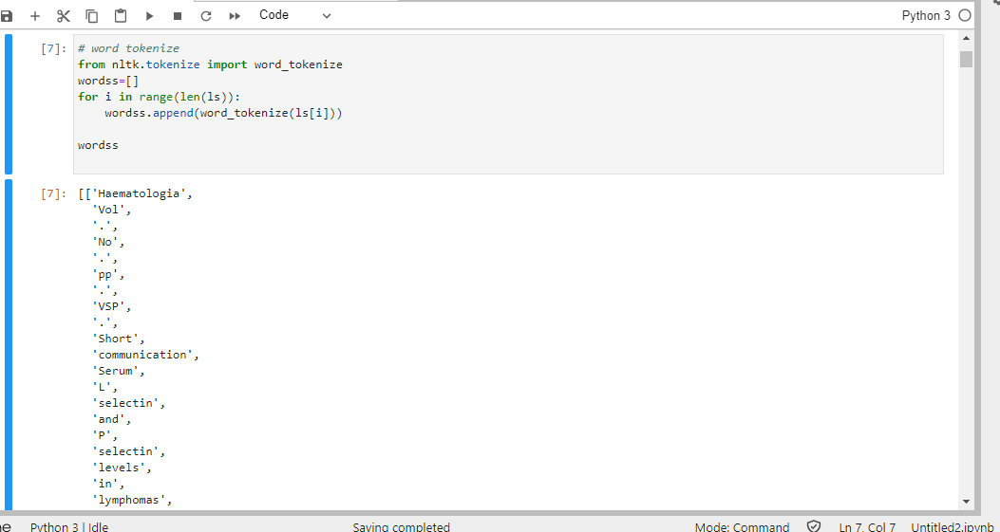 Code
Python 3
[7]: # word tokenize
from nltk.tokenize import word_tokenize
wordss=[]
for i in range(len(ls)):
    wordss.append(word_tokenize(ls[i]))
wordss
[7]: [['Haematologia',
'Vol',
'.',
'No',
'.',
'pp',
'.',
'VSP',
'.',
'Short',
'communication',
'Serum',
'L',
'selectin',
'and',
'P',
'selectin',
'levels',
'in',
'lymphomas',
Python 3 | Idle Saving completed Mode: Command Ln 7, Col 7 Untitled2.ipynb